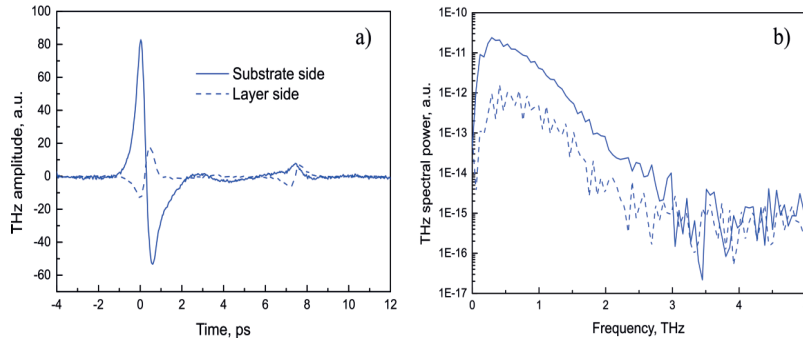 a)
100
80
60
40
20
0
-20
-40
-60
THz amplitude, a.u.
Substrate side
Layer side
-4 -2 0 2 4 6 8 10 12
Time, ps
b)
1E-10
1E-11
1E-12
1E-13
1E-14
1E-15
1E-16
1E-17
THz spectral power, a.u.
0 1 2 3 4
Frequency, THz